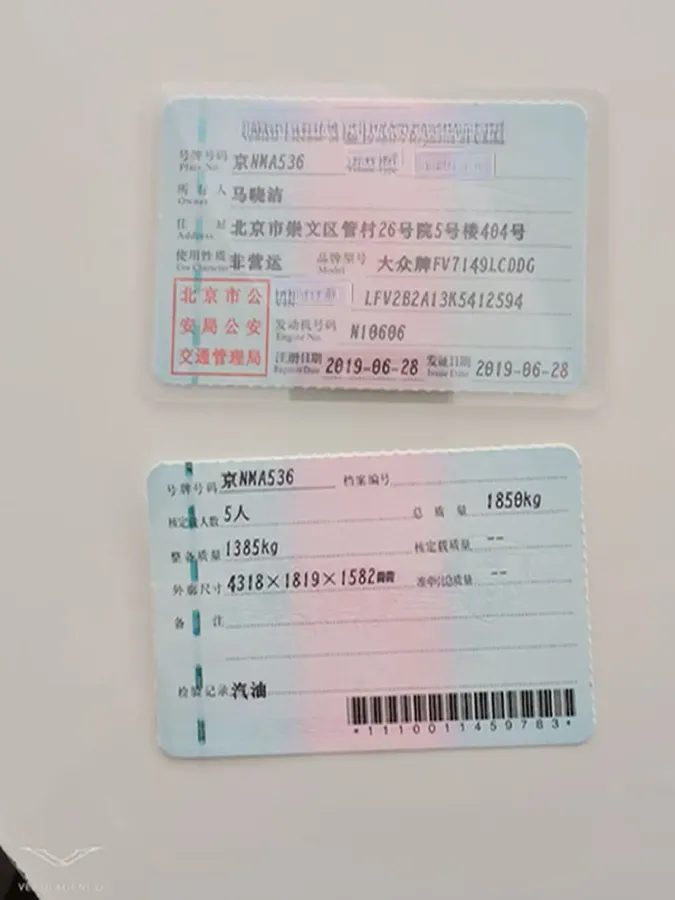 号牌号码 京NMA536
Plate No.
所有人 马晓洁
Owner
住址 北京市崇文区管村26号院5号楼404号
Address
使用性质 非营运 品牌型号 大众牌FV7149LCDDG
Use Character Model
北京市公安局公安交通管理局
LFV2B2A13K5412594
发动机号码 N10606
Engine No.
注册日期 2019-06-28 发证日期 2019-06-28
Register Date Issue Date
号牌号码 京NMA536 档案编号
核定载人数 5人 总质量 1850kg
整备质量 1385kg 核定载质量 --
外廓尺寸 4318×1819×1582 准牵引总质量 --
备注
检验记录 汽油
*1110011459783*